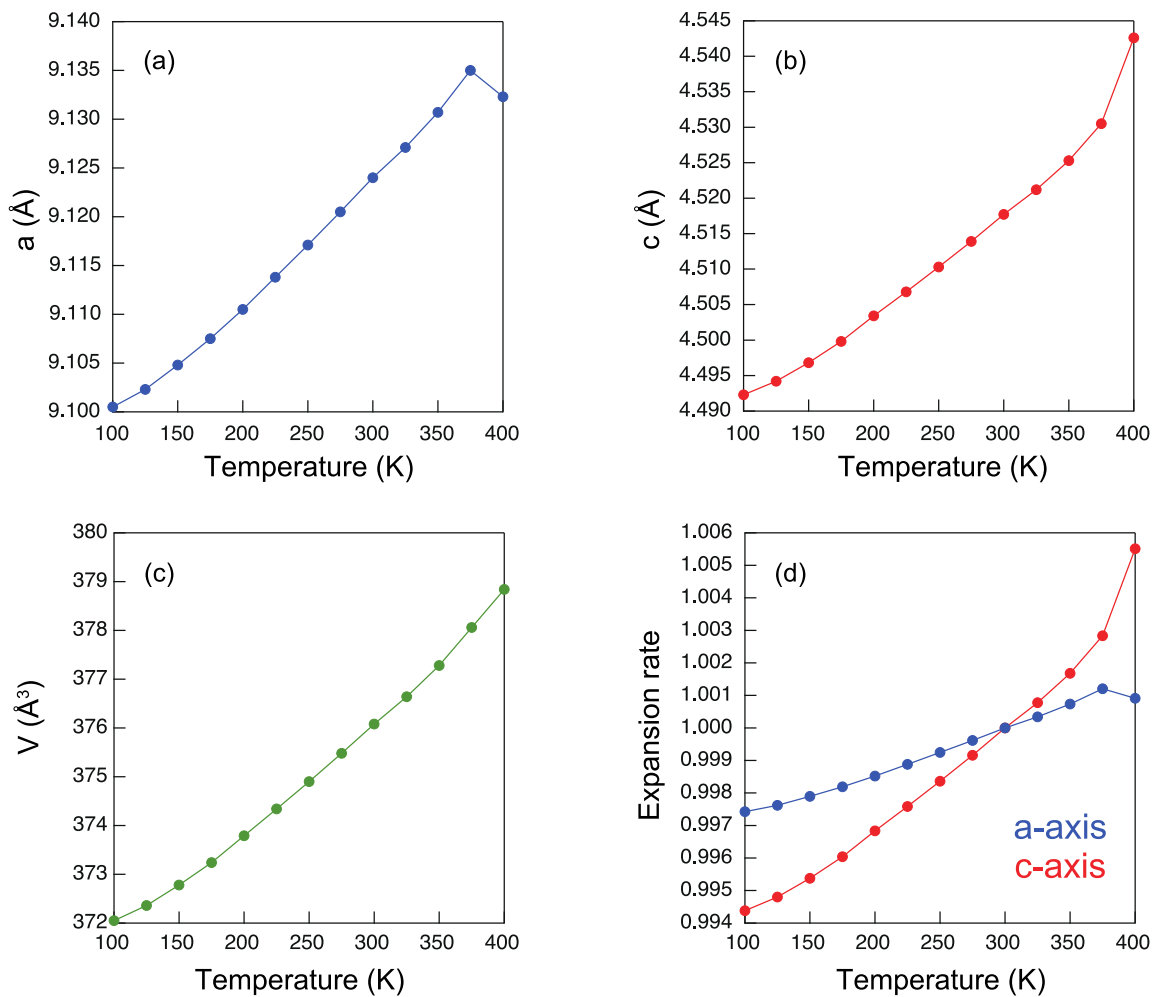 (a)
a (Å)
9.140
9.135
9.130
9.125
9.120
9.115
9.110
9.105
9.100
100 150 200 250 300 350 400
Temperature (K)
(b)
c (Å)
4.545
4.540
4.535
4.530
4.525
4.520
4.515
4.510
4.505
4.500
4.495
4.490
100 150 200 250 300 350 400
Temperature (K)
(c)
V (Å³)
380
379
378
377
376
375
374
373
372
100 150 200 250 300 350 400
Temperature (K)
(d)
Expansion rate
1.006
1.005
1.004
1.003
1.002
1.001
1.000
0.999
0.998
0.997
0.996
0.995
0.994
a-axis
c-axis
100 150 200 250 300 350 400
Temperature (K)